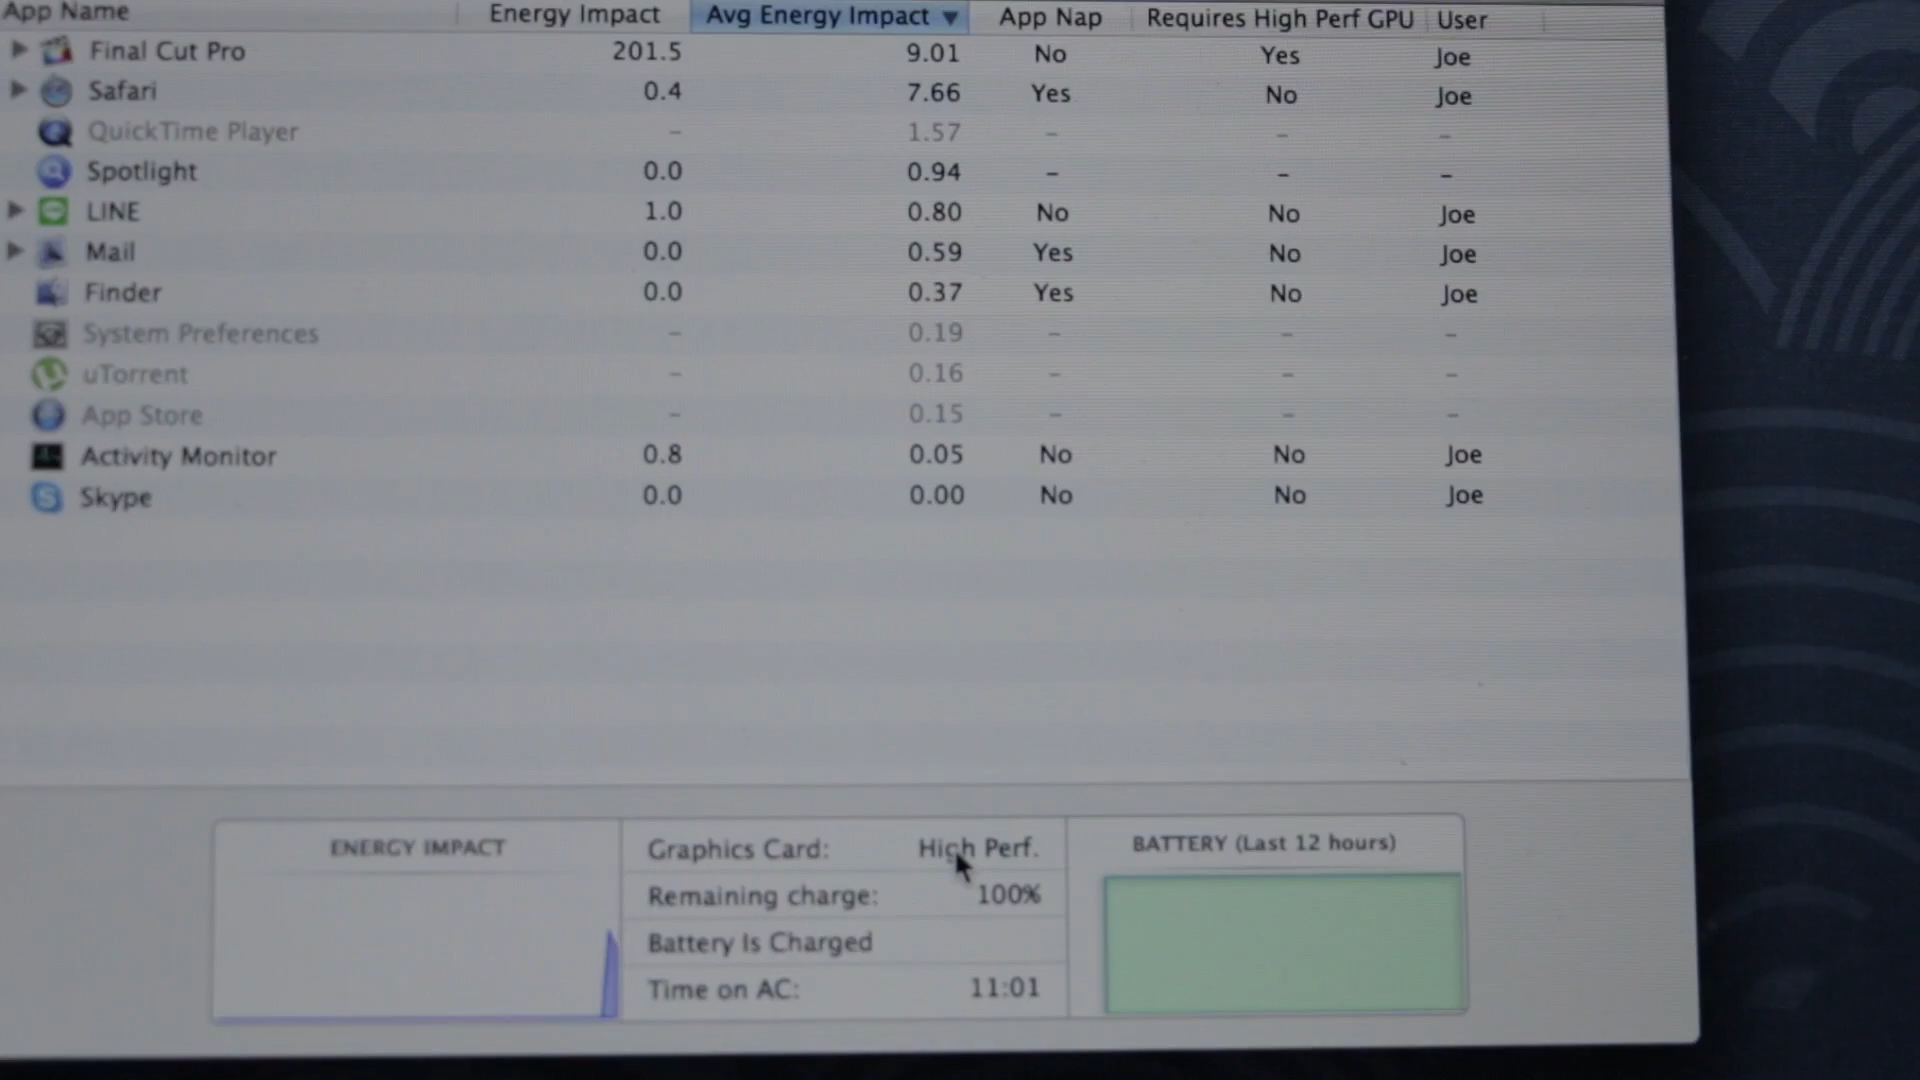 App Name Energy Impact Avg Energy Impact App Nap Requires High Perf GPU User
Final Cut Pro 201.5 9.01 No Yes Joe
Safari 0.4 7.66 Yes No Joe
QuickTime Player – 1.57 – – –
Spotlight 0.0 0.94 – – –
LINE 1.0 0.80 No No Joe
Mail 0.0 0.59 Yes No Joe
Finder 0.0 0.37 Yes No Joe
System Preferences – 0.19 – – –
uTorrent – 0.16 – – –
App Store – 0.15 – – –
Activity Monitor 0.8 0.05 No No Joe
Skype 0.0 0.00 No No Joe
ENERGY IMPACT
Graphics Card: High Perf.
Remaining charge: 100%
Battery Is Charged
Time on AC: 11:01
BATTERY (Last 12 hours)